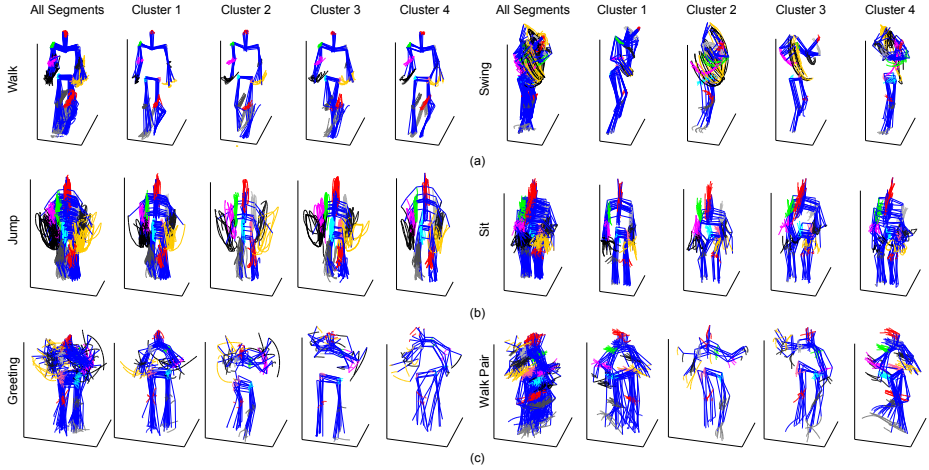 All Segments Cluster 1 Cluster 2 Cluster 3 Cluster 4 All Segments Cluster 1 Cluster 2 Cluster 3 Cluster 4
Walk
Swing
(a)
Jump
Sit
(b)
Greeting
Walk Pair
(c)